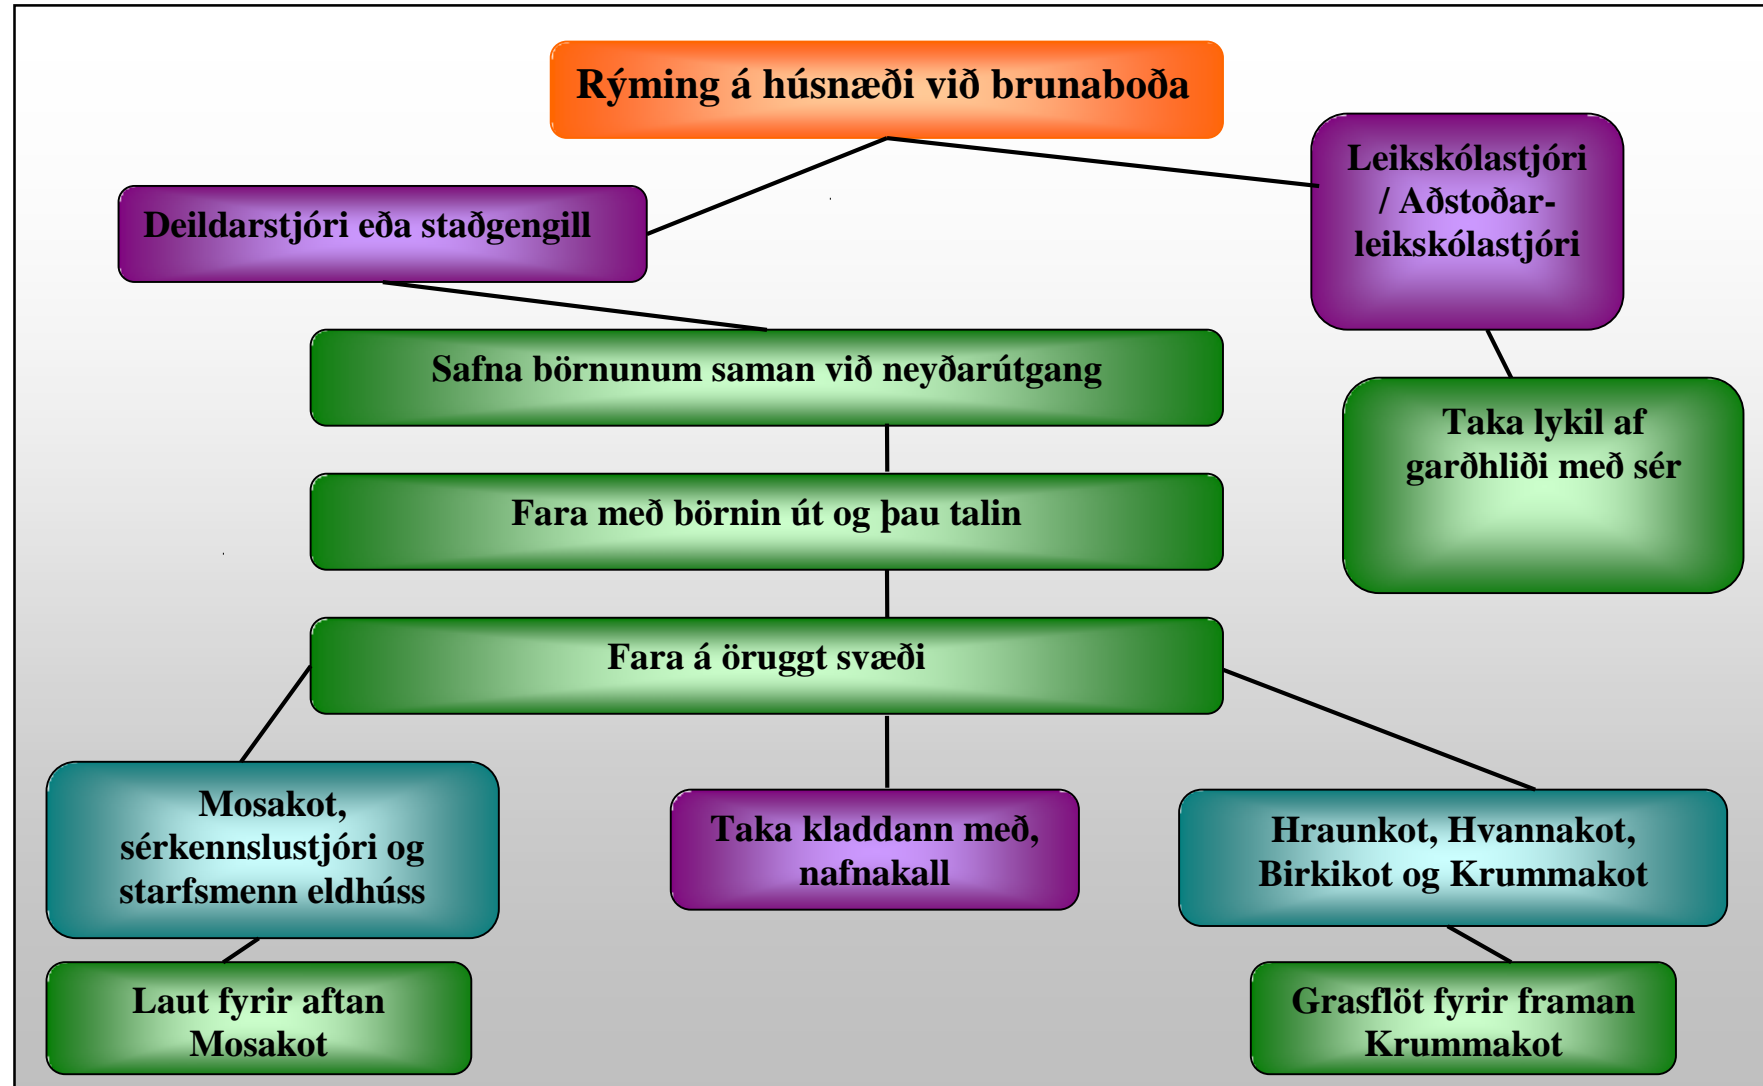 Rýming á húsnæði við brunaboða
Leikskólastjóri
/ Aðstoðar-
leikskólastjóri
Deildarstjóri eða staðgengill
Safna börnunum saman við neyðarútgang
Taka lykil af
garðhliði með sér
Fara með börnin út og þau talin
Fara á öruggt svæði
Mosakot,
sérkennslustjóri og
starfsmenn eldhúss
Taka kladdann með,
nafnakall
Hraunkot, Hvannakot,
Birkikot og Krummakot
Laut fyrir aftan
Mosakot
Grasflöt fyrir framan
Krummakot